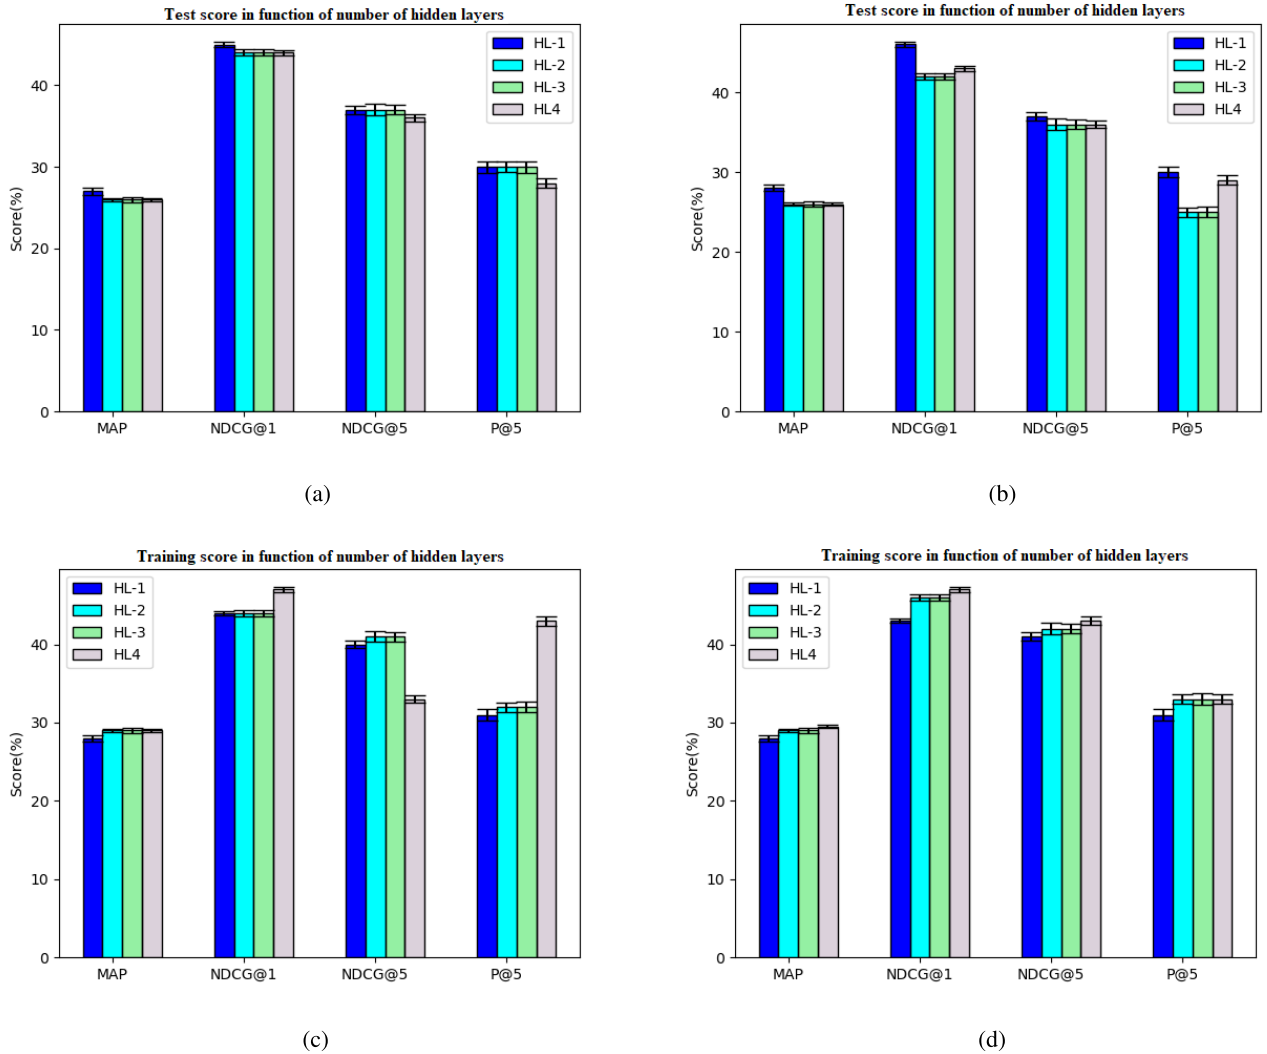 Test score in function of number of hidden layers
HL-1
HL-2
HL-3
HL4
Score(%)
40
30
20
10
0
MAP NDCG@1 NDCG@5 P@5
(a)
Test score in function of number of hidden layers
HL-1
HL-2
HL-3
HL4
Score(%)
40
30
20
10
0
MAP NDCG@1 NDCG@5 P@5
(b)
Training score in function of number of hidden layers
HL-1
HL-2
HL-3
HL4
Score(%)
40
30
20
10
0
MAP NDCG@1 NDCG@5 P@5
(c)
Training score in function of number of hidden layers
HL-1
HL-2
HL-3
HL4
Score(%)
40
30
20
10
0
MAP NDCG@1 NDCG@5 P@5
(d)